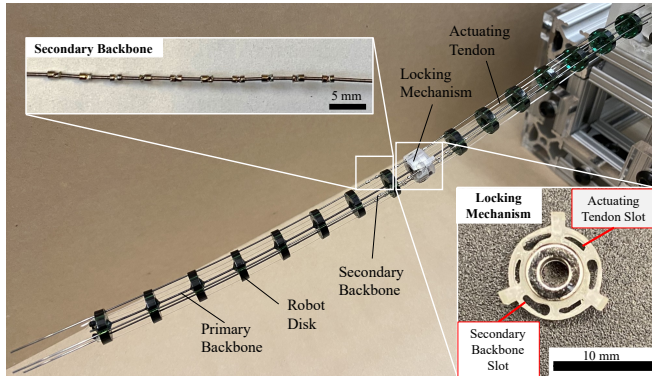 Secondary Backbone
5 mm
Actuating
Tendon
Locking
Mechanism
Secondary
Backbone
Robot
Disk
Primary
Backbone
Locking
Mechanism
Actuating
Tendon Slot
Secondary
Backbone
Slot
10 mm